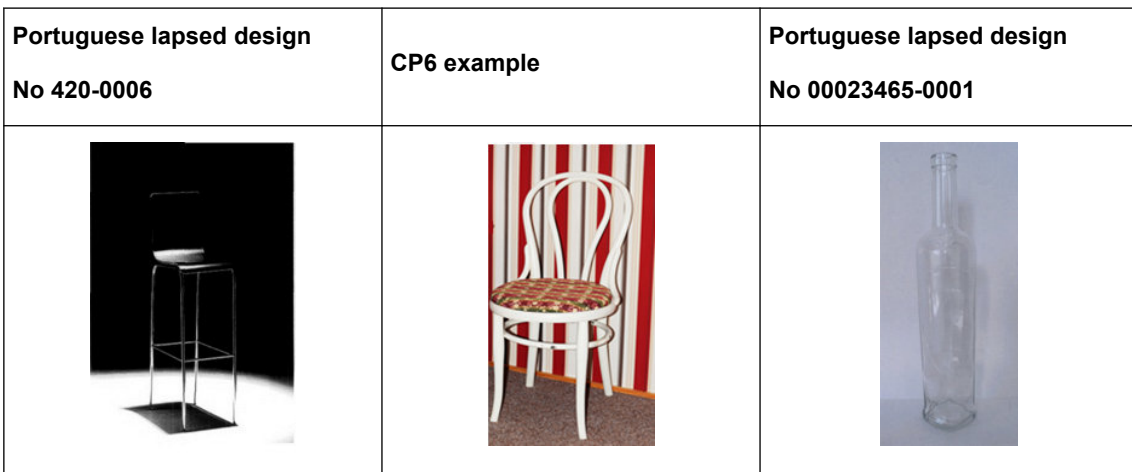 Portuguese lapsed design
No 420-0006
CP6 example
Portuguese lapsed design
No 00023465-0001